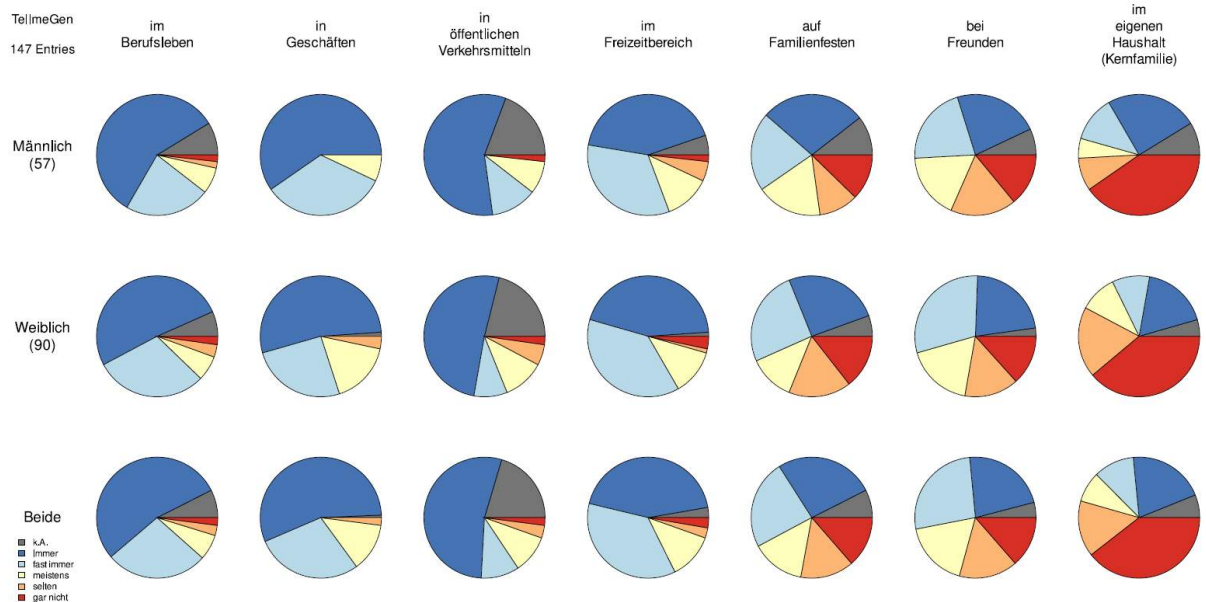 TellmeGen
147 Entries
im
Berufsleben
in
Geschäften
in
öffentlichen
Verkehrsmitteln
im
Freizeitbereich
auf
Familienfesten
bei
Freunden
im
eigenen
Haushalt
(Kernfamilie)
Männlich
(57)
Weiblich
(90)
Beide
k.A.
Immer
fast immer
meistens
selten
gar nicht